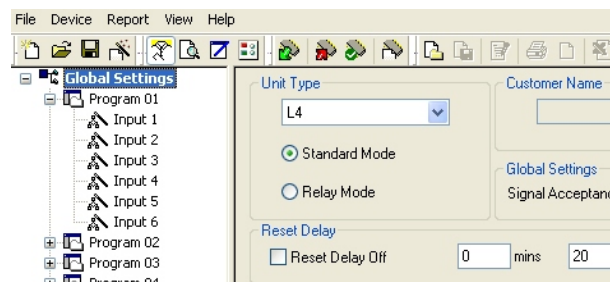 File Device Report View Help
Global Settings
Program 01
Input 1
Input 2
Input 3
Input 4
Input 5
Input 6
Program 02
Program 03
Unit Type
L4
Standard Mode
Relay Mode
Customer Name
Global Settings
Signal Acceptan
Reset Delay
Reset Delay Off 0 mins 20